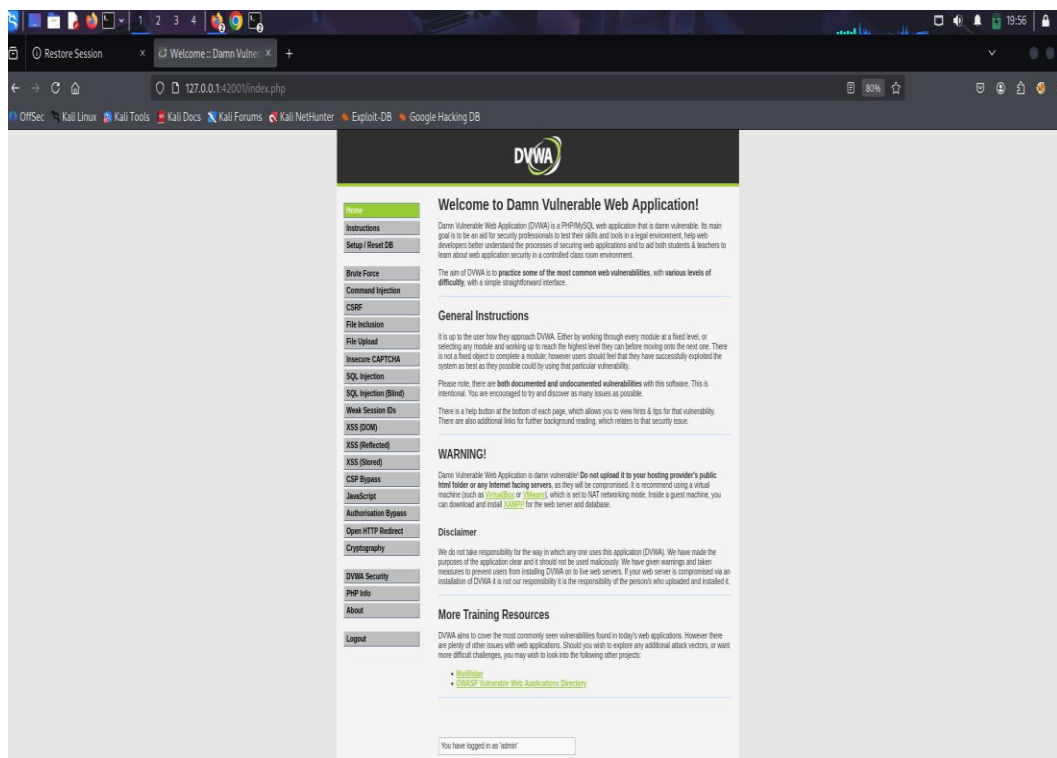 1 2 3 4
19:56
Restore Session
Welcome :: Damn Vulner
127.0.0.1:42001/index.php
80%
OffSec Kali Linux Kali Tools Kali Docs Kali Forums Kali NetHunter Exploit-DB Google Hacking DB
DVWA
Home
Instructions
Setup / Reset DB
Brute Force
Command Injection
CSRF
File Inclusion
File Upload
Insecure CAPTCHA
SQL Injection
SQL Injection (Blind)
Weak Session IDs
XSS (DOM)
XSS (Reflected)
XSS (Stored)
CSP Bypass
JavaScript
Authorisation Bypass
Open HTTP Redirect
Cryptography
DVWA Security
PHP Info
About
Logout
Welcome to Damn Vulnerable Web Application!
Damn Vulnerable Web Application (DVWA) is a PHP/MySQL web application that is damn vulnerable. Its main
goal is to be an aid for security professionals to test their skills and tools in a legal environment, help web
developers better understand the processes of securing web applications and to aid both students & teachers to
learn about web application security in a controlled class room environment.
The aim of DVWA is to practice some of the most common web vulnerabilities, with various levels of
difficultly, with a simple straightforward interface.
General Instructions
It is up to the user how they approach DVWA. Either by working through every module at a fixed level, or
selecting any module and working up to reach the highest level they can before moving onto the next one. There
is not a fixed object to complete a module; however users should feel that they have successfully exploited the
system as best as they possible could by using that particular vulnerability.
Please note, there are both documented and undocumented vulnerabilities with this software. This is
intentional. You are encouraged to try and discover as many issues as possible.
There is a help button at the bottom of each page, which allows you to view hints & tips for that vulnerability.
There are also additional links for further background reading, which relates to that security issue.
WARNING!
Damn Vulnerable Web Application is damn vulnerable! Do not upload it to your hosting provider's public
html folder or any Internet facing servers, as they will be compromised. It is recommend using a virtual
machine (such as VirtualBox or VMware), which is set to NAT networking mode. Inside a guest machine, you
can download and install XAMPP for the web server and database.
Disclaimer
We do not take responsibility for the way in which any one uses this application (DVWA). We have made the
purposes of the application clear and it should not be used maliciously. We have given warnings and taken
measures to prevent users from installing DVWA on to live web servers. If your web server is compromised via an
installation of DVWA it is not our responsibility it is the responsibility of the person/s who uploaded and installed it.
More Training Resources
DVWA aims to cover the most commonly seen vulnerabilities found in today's web applications. However there
are plenty of other issues with web applications. Should you wish to explore any additional attack vectors, or want
more difficult challenges, you may wish to look into the following other projects:
Mutillidae
OWASP Vulnerable Web Applications Directory
You have logged in as 'admin'